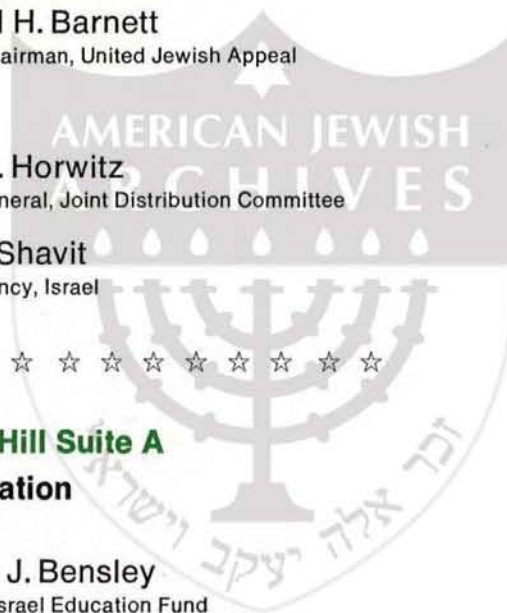 H. Barnett
airman, United Jewish Appeal
AMERICAN JEWISH
ARCHIVES
. Horwitz
neral, Joint Distribution Committee
Shavit
ncy, Israel
Hill Suite A
ation
J. Bensley
srael Education Fund
זכר אלה יעקב וישראל